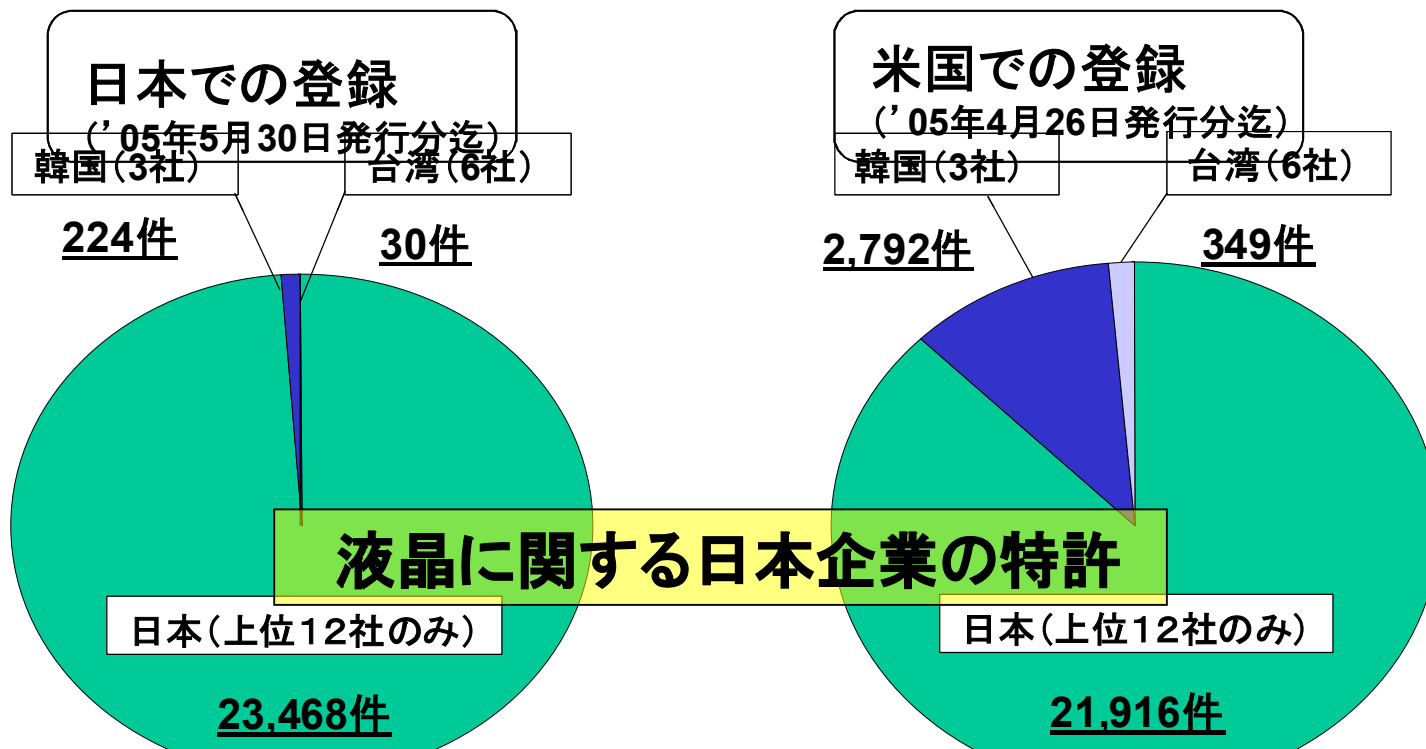 日本での登録
(’05年5月30日発行分迄)
韓国(3社)
台湾(6社)
224件
30件
米国での登録
(’05年4月26日発行分迄)
韓国(3社)
台湾(6社)
2,792件
349件
液晶に関する日本企業の特許
日本(上位12社のみ)
23,468件
日本(上位12社のみ)
21,916件